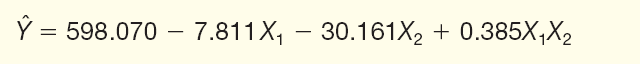 Ŷ = 598.070 − 7.811X₁ − 30.161X₂ + 0.385X₁X₂